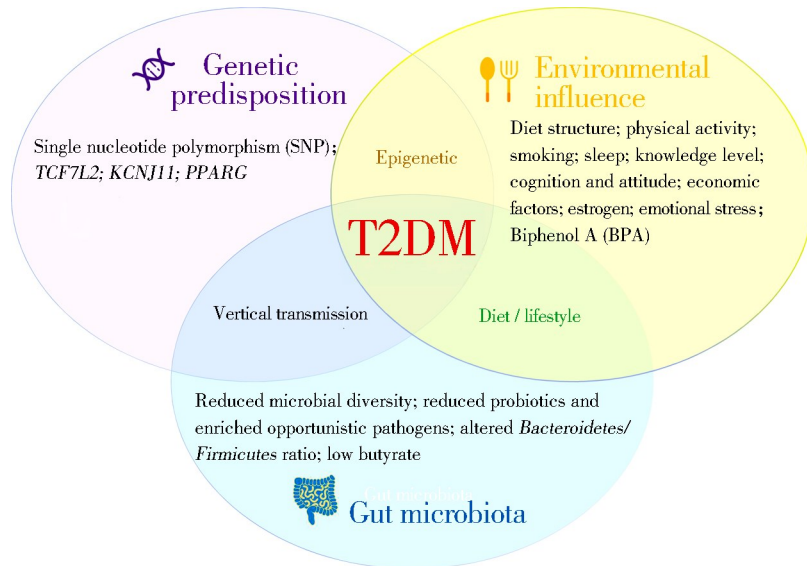 Genetic
predisposition
Single nucleotide polymorphism (SNP);
TCF7L2; KCNJ11; PPARG
Environmental
influence
Diet structure; physical activity;
smoking; sleep; knowledge level;
cognition and attitude; economic
factors; estrogen; emotional stress;
Biphenol A (BPA)
Epigenetic
T2DM
Vertical transmission
Diet / lifestyle
Reduced microbial diversity; reduced probiotics and
enriched opportunistic pathogens; altered Bacteroidetes/
Firmicutes ratio; low butyrate
Gut microbiota
Gut microbiota